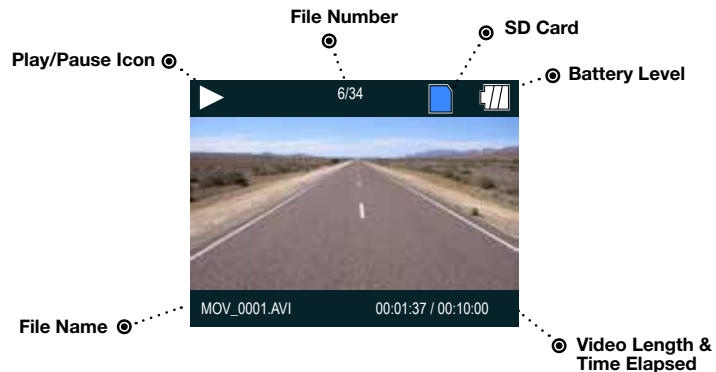 File Number
SD Card
Play/Pause Icon
Battery Level
6/34
MOV_0001.AVI 00:01:37 / 00:10:00
File Name
Video Length &
Time Elapsed